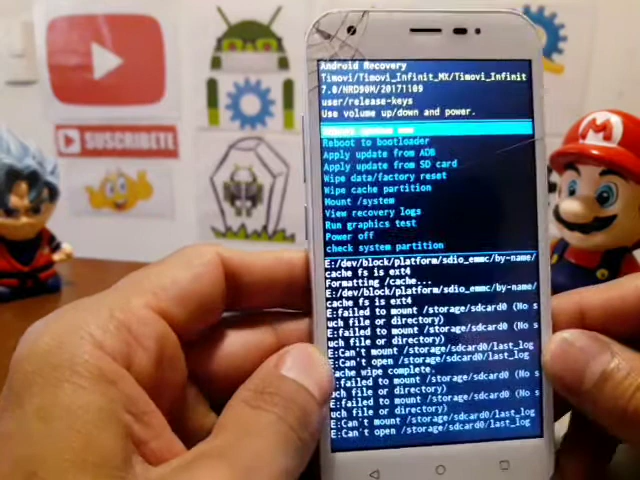 SUSCRIBETE
M
Android Recovery
Timovi/Timovi_Infinit_MX/Timovi_Infinit
7.0/NRD90M/20171109
user/release-keys
Use volume up/down and power.
Reboot system now
Reboot to bootloader
Apply update from ADB
Apply update from SD card
Wipe data/factory reset
Wipe cache partition
Mount /system
View recovery logs
Run graphics test
Power off
check system partition
E:/dev/block/platform/sdio_emmc/by-name/
cache fs is ext4
Formatting /cache...
E:/dev/block/platform/sdio_emmc/by-name/
cache fs is ext4
E:failed to mount /storage/sdcard0 (No s
uch file or directory)
E:failed to mount /storage/sdcard0 (No s
uch file or directory)
E:Can't mount /storage/sdcard0/last_log
E:Can't open /storage/sdcard0/last_log
Cache wipe complete.
E:failed to mount /storage/sdcard0 (No s
uch file or directory)
E:failed to mount /storage/sdcard0 (No s
uch file or directory)
E:Can't mount /storage/sdcard0/last_log
E:Can't open /storage/sdcard0/last_log